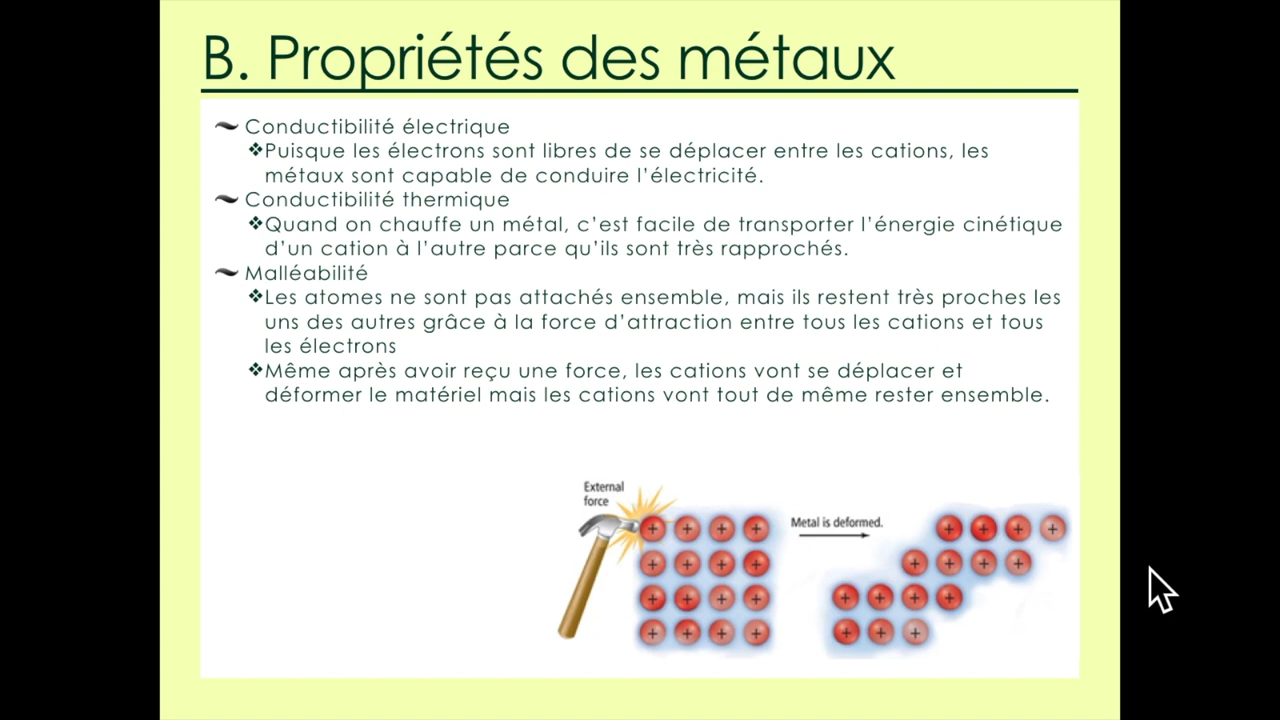 B. Propriétés des métaux
Conductibilité électrique
❖Puisque les électrons sont libres de se déplacer entre les cations, les
métaux sont capable de conduire l’électricité.
Conductibilité thermique
❖Quand on chauffe un métal, c’est facile de transporter l’énergie cinétique
d’un cation à l’autre parce qu’ils sont très rapprochés.
Malléabilité
❖Les atomes ne sont pas attachés ensemble, mais ils restent très proches les
uns des autres grâce à la force d’attraction entre tous les cations et tous
les électrons
❖Même après avoir reçu une force, les cations vont se déplacer et
déformer le matériel mais les cations vont tout de même rester ensemble.
External
force
Metal is deformed.
+ + + +
+ + + +
+ + + +
+ + + +
+ + + +
+ + + +
+ + + +
+ + +